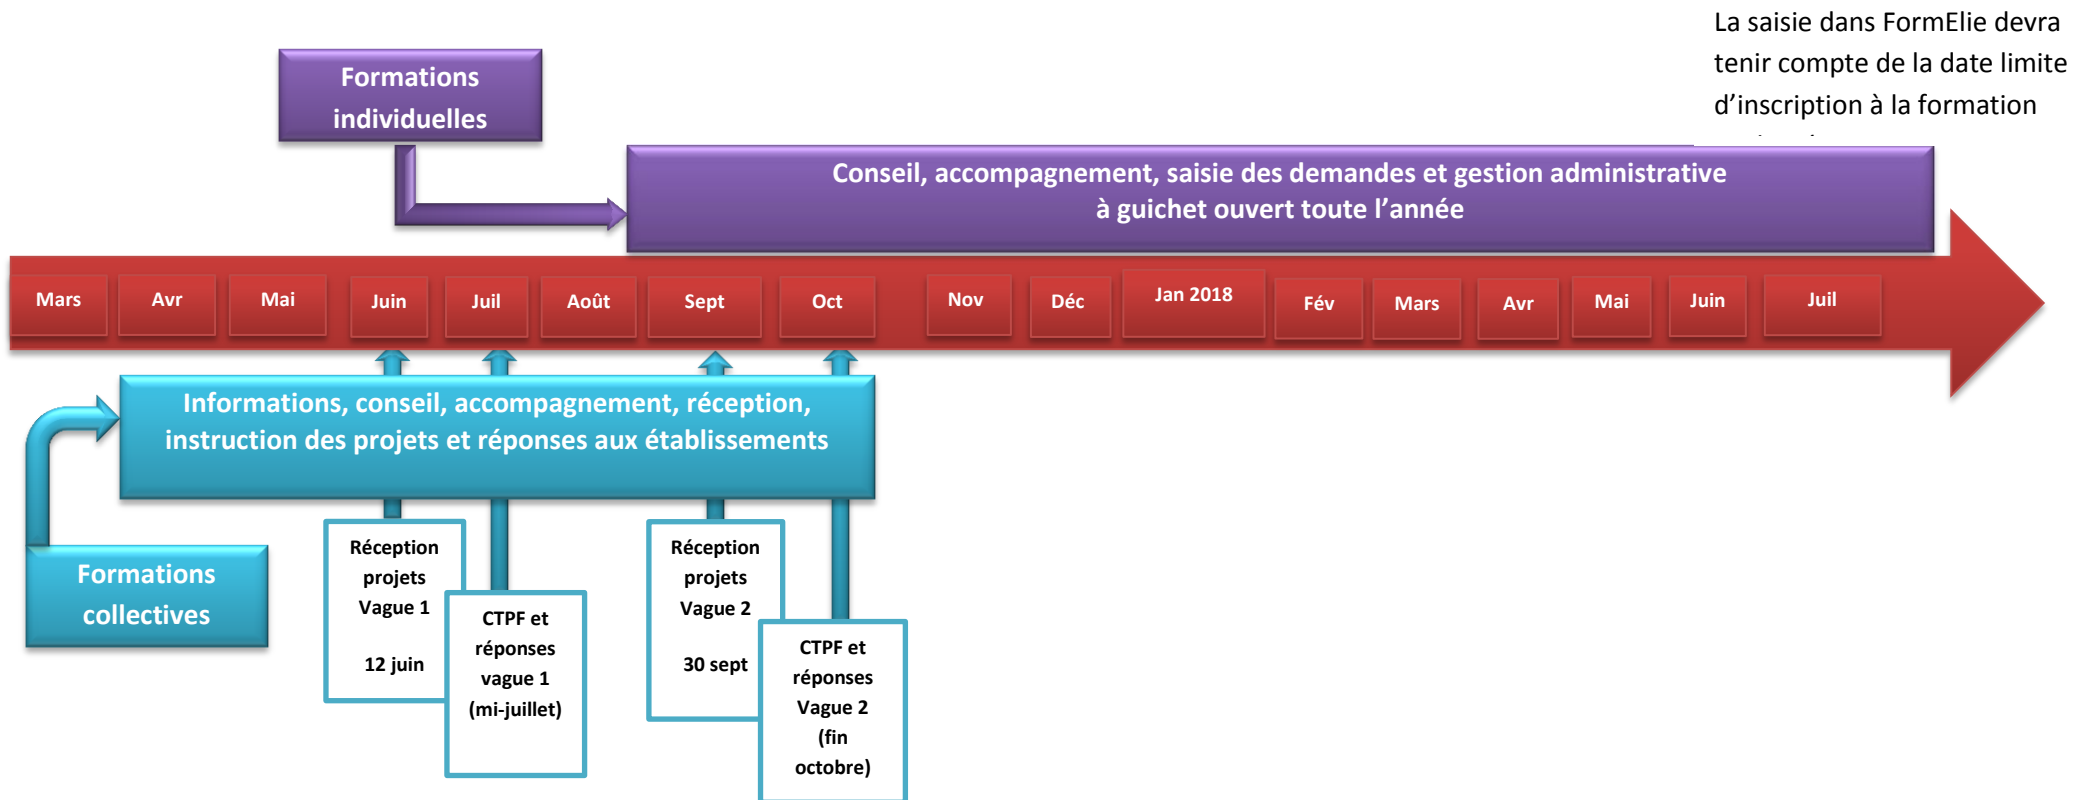 La saisie dans FormElie devra
tenir compte de la date limite
d’inscription à la formation
Formations
individuelles
Conseil, accompagnement, saisie des demandes et gestion administrative
à guichet ouvert toute l’année
Mars
Avr
Mai
Juin
Juil
Août
Sept
Oct
Nov
Déc
Jan 2018
Fév
Mars
Avr
Mai
Juin
Juil
Informations, conseil, accompagnement, réception,
instruction des projets et réponses aux établissements
Formations
collectives
Réception
projets
Vague 1
12 juin
CTPF et
réponses
vague 1
(mi-juillet)
Réception
projets
Vague 2
30 sept
CTPF et
réponses
Vague 2
(fin
octobre)